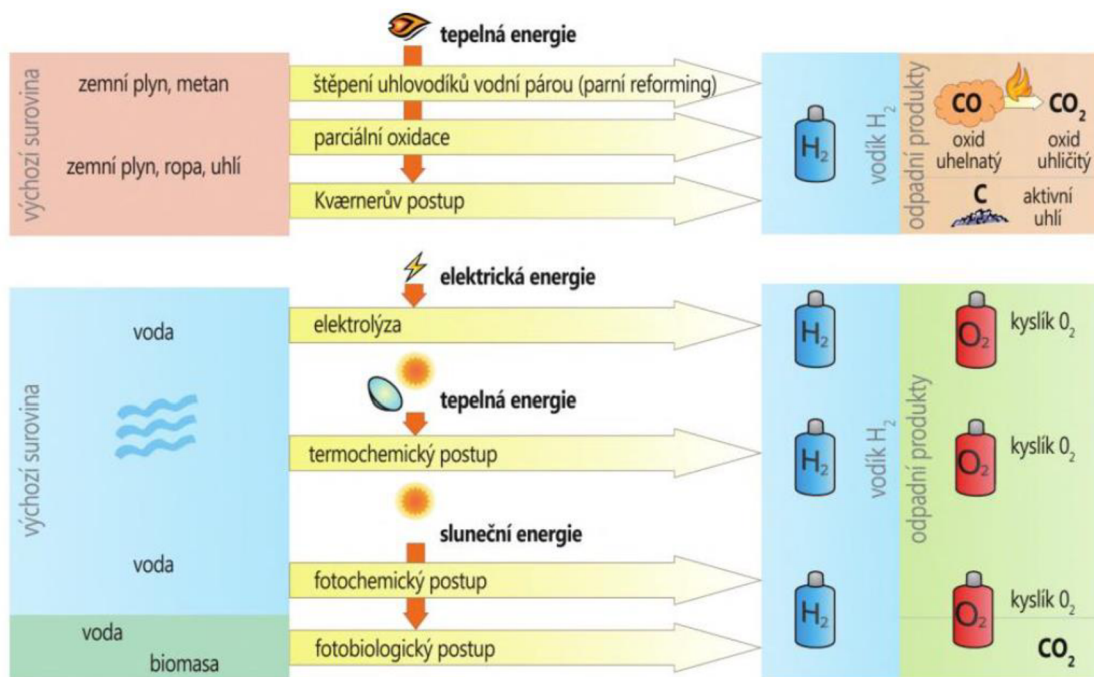 tepelná energie
výchozí surovina
zemní plyn, metan
zemní plyn, ropa, uhlí
štěpení uhlovodíků vodní párou (parní reforming)
parciální oxidace
Kværnerův postup
H₂
vodík H₂
odpadní produkty
CO
CO₂
oxid
uhelnatý
oxid
uhličitý
C
aktivní
uhlí
elektrická energie
výchozí surovina
voda
elektrolýza
H₂
O₂
kyslík O₂
tepelná energie
termochemický postup
H₂
vodík H₂
odpadní produkty
O₂
kyslík O₂
sluneční energie
voda
fotochemický postup
H₂
O₂
kyslík O₂
voda
biomasa
fotobiologický postup
CO₂